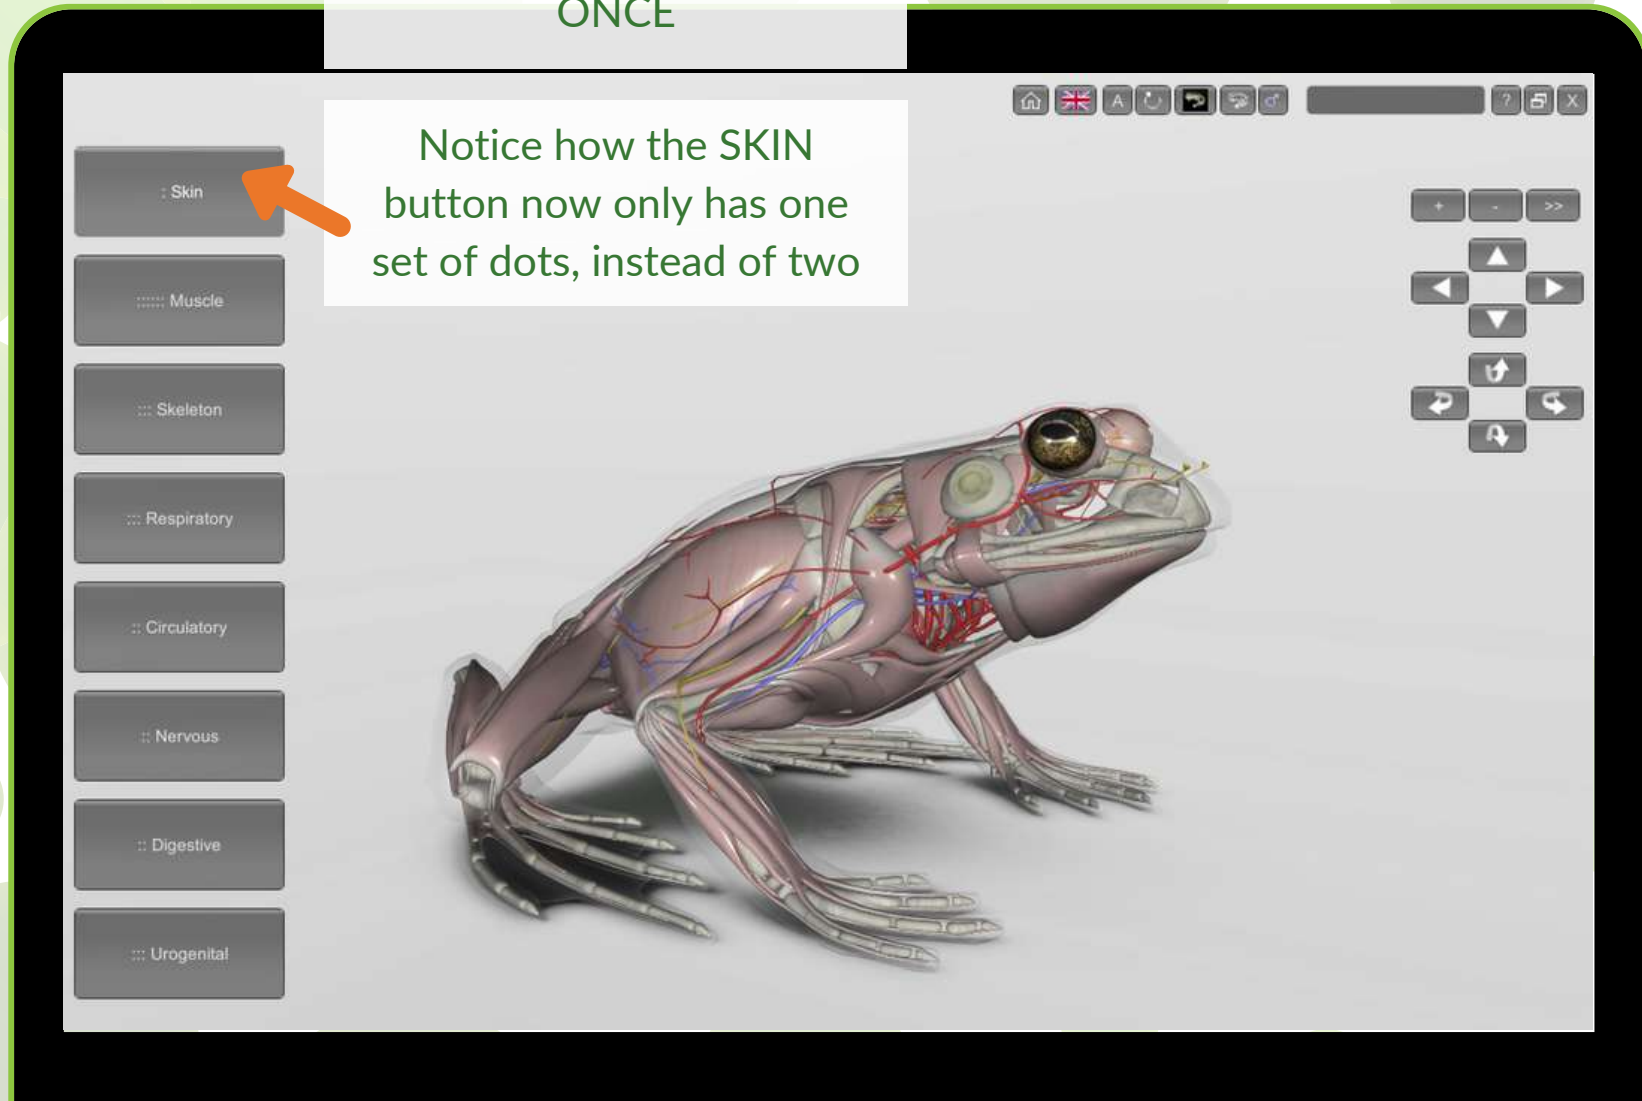 ONCE
Notice how the SKIN
button now only has one
set of dots, instead of two
A
?
X
+
-
>>
: Skin
:::::: Muscle
::: Skeleton
::: Respiratory
:: Circulatory
:: Nervous
:: Digestive
::: Urogenital